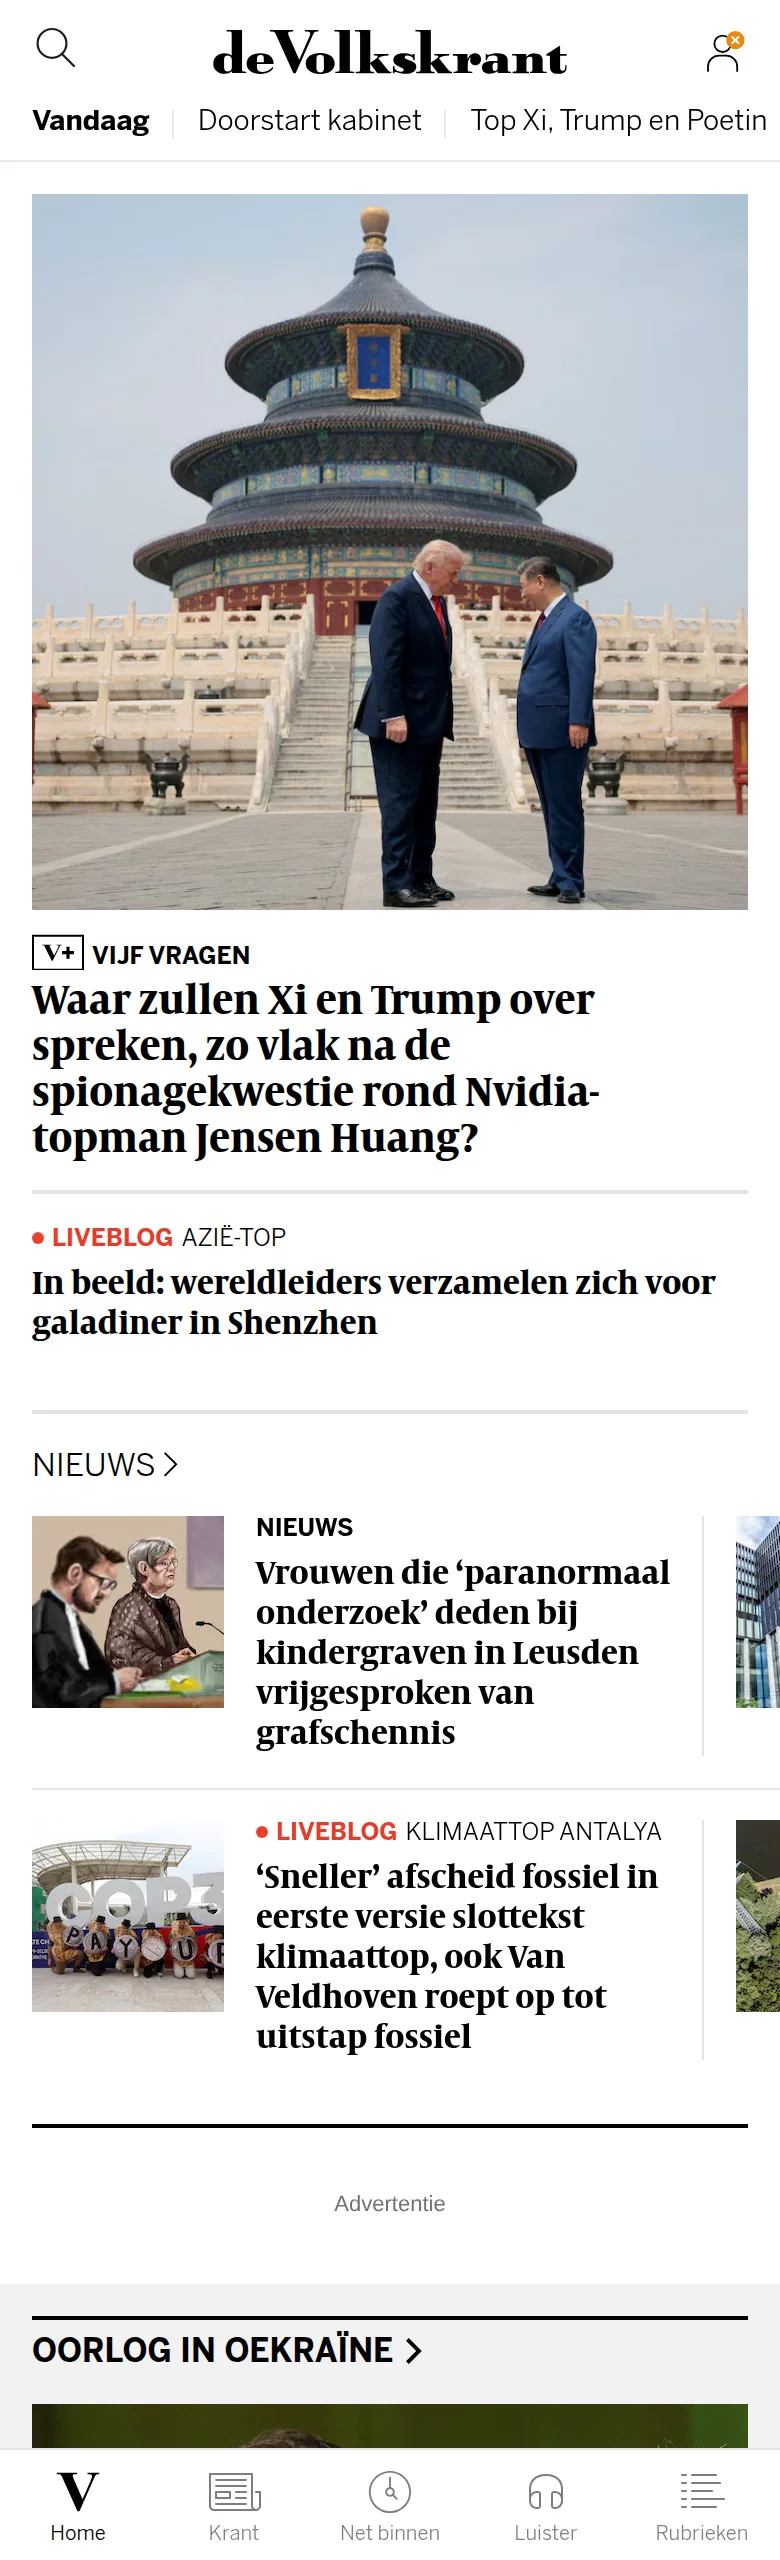 deVolkskrant
Vandaag
Doorstart kabinet
Top Xi, Trump en Poetin
V+ VIJF VRAGEN
Waar zullen Xi en Trump over
spreken, zo vlak na de
spionagekwestie rond Nvidia-
topman Jensen Huang?
LIVEBLOG AZIË-TOP
In beeld: wereldleiders verzamelen zich voor
galadiner in Shenzhen
NIEUWS
NIEUWS
Vrouwen die ‘paranormaal
onderzoek’ deden bij
kindergraven in Leusden
vrijgesproken van
grafschennis
COP3
PAY UP
LIVEBLOG KLIMAATTOP ANTALYA
‘Sneller’ afscheid fossiel in
eerste versie slottekst
klimaattop, ook Van
Veldhoven roept op tot
uitstap fossiel
Advertentie
OORLOG IN OEKRAÏNE
V
Home
Krant
Net binnen
Luister
Rubrieken